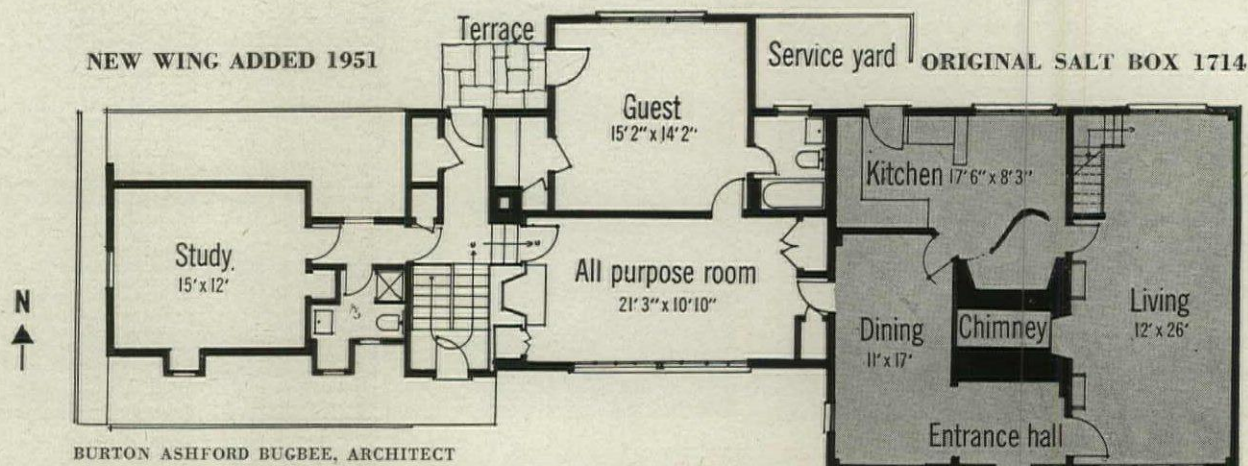 NEW WING ADDED 1951
Terrace
Service yard
ORIGINAL SALT BOX 1714
Guest
15'2" x 14'2"
Kitchen 17'6" x 8'3"
Study.
15' x 12'
All purpose room
21'3" x 10'10"
Living
12' x 26'
Dining
11' x 17'
Chimney
Entrance hall
N
BURTON ASHFORD BUGBEE, ARCHITECT